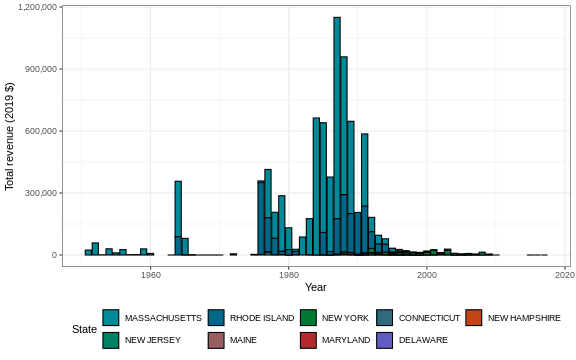 1,200,000
900,000
600,000
300,000
0
Total revenue (2019 $)
1960
1980
2000
2020
Year
State
MASSACHUSETTS
RHODE ISLAND
NEW YORK
CONNECTICUT
NEW HAMPSHIRE
NEW JERSEY
MAINE
MARYLAND
DELAWARE